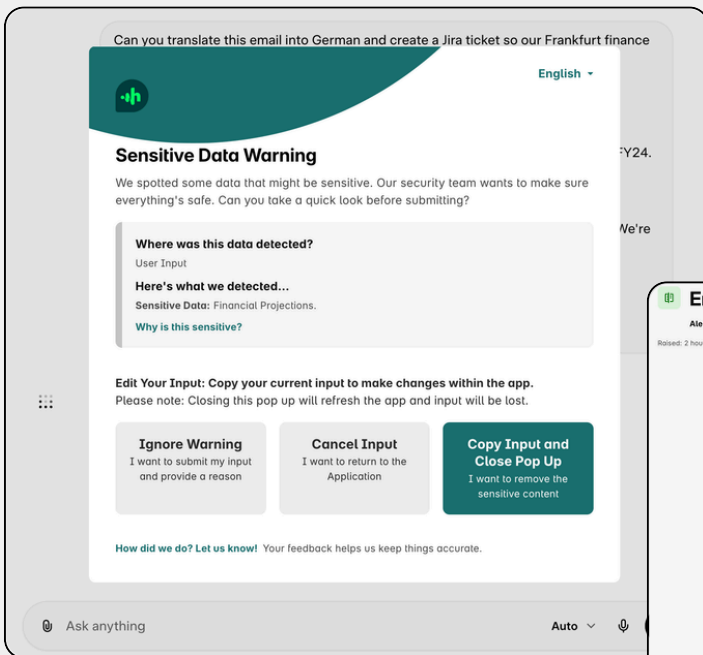 Can you translate this email into German and create a Jira ticket so our Frankfurt finance
English
Sensitive Data Warning
FY24.
We spotted some data that might be sensitive. Our security team wants to make sure
everything's safe. Can you take a quick look before submitting?
We're
Where was this data detected?
User Input
Here's what we detected...
Sensitive Data: Financial Projections.
Why is this sensitive?
Raised: 2 hou
Edit Your Input: Copy your current input to make changes within the app.
Please note: Closing this pop up will refresh the app and input will be lost.
Ignore Warning
I want to submit my input
and provide a reason
Cancel Input
I want to return to the
Application
Copy Input and
Close Pop Up
I want to remove the
sensitive content
How did we do? Let us know! Your feedback helps us keep things accurate.
Ask anything
Auto